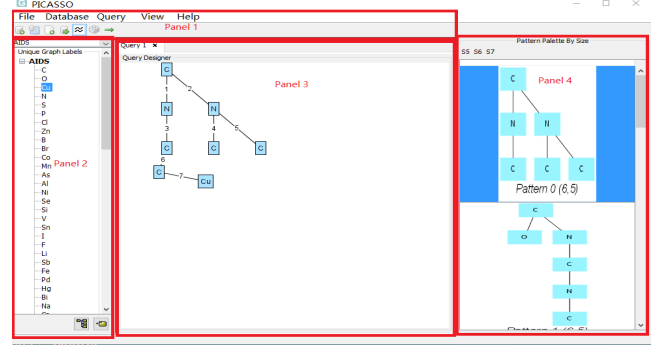 PICASSO
File Database Query View Help
Panel 1
AIDS
Unique Graph Labels
AIDS
C
O
Cu
N
S
P
Cl
Zn
B
Br
Co
Mn
As
Al
Ni
Se
Si
V
Sn
I
F
Li
Sb
Fe
Pd
Hg
Bi
Na
Panel 2
Query 1 ×
Query Designer
Panel 3
C
1
2
N
N
3
4
5
C
C
C
6
C
7
Cu
Pattern Palette By Size
S5 S6 S7
Panel 4
C
N
N
C
C
C
Pattern 0 (6,5)
C
O
N
C
N
C